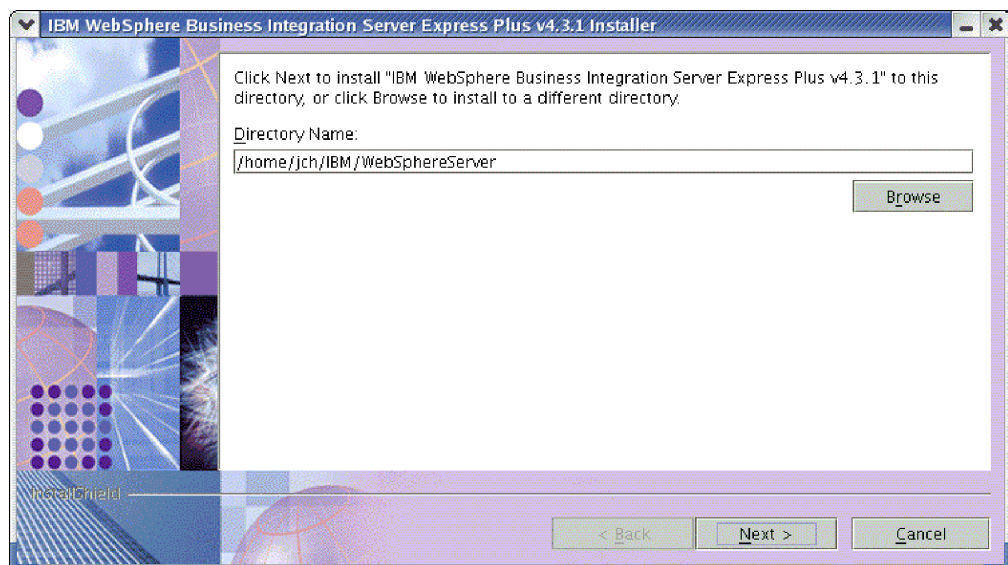 IBM WebSphere Business Integration Server Express Plus v4.3.1 Installer
Click Next to install "IBM WebSphere Business Integration Server Express Plus v4.3.1" to this
directory, or click Browse to install to a different directory.
Directory Name:
/home/jch/IBM/WebSphereServer
Browse
InstallShield
< Back
Next >
Cancel